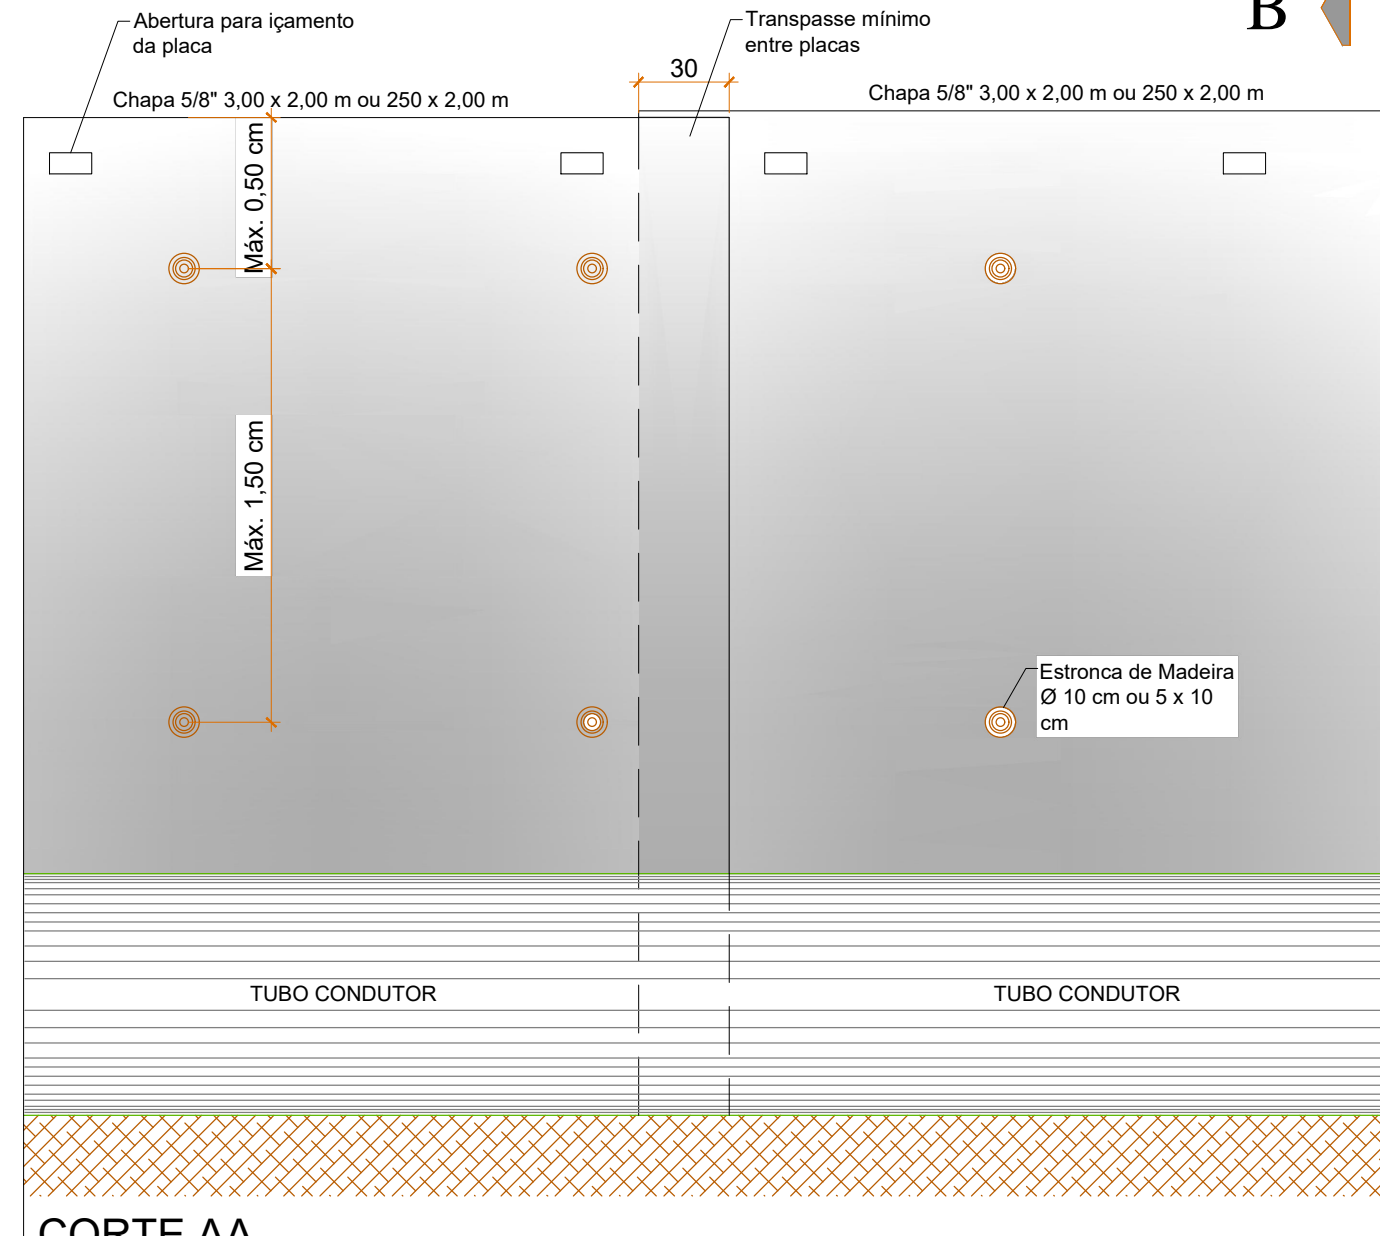 Abertura para içamento
da placa
Transpasse mínimo
entre placas
B
30
Chapa 5/8" 3,00 x 2,00 m ou 250 x 2,00 m
Chapa 5/8" 3,00 x 2,00 m ou 250 x 2,00 m
Máx. 0,50 cm
Máx. 1,50 cm
Estronca de Madeira
Ø 10 cm ou 5 x 10
cm
TUBO CONDUTOR
TUBO CONDUTOR
CORTE AA